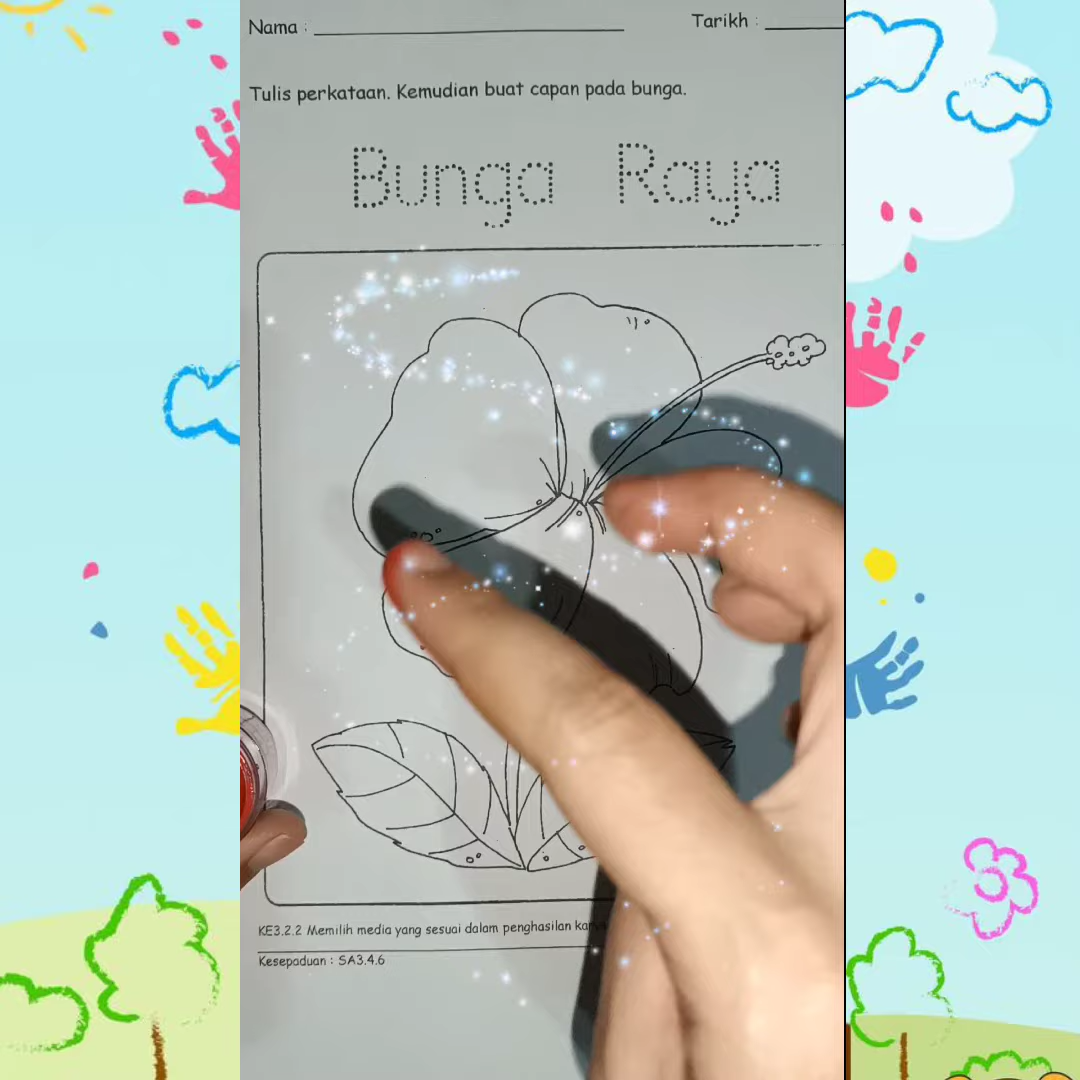 Nama : Tarikh :
Tulis perkataan. Kemudian buat capan pada bunga.
Bunga Raya
KE3.2.2 Memilih media yang sesuai dalam penghasilan
Kesepaduan : SA3.4.6